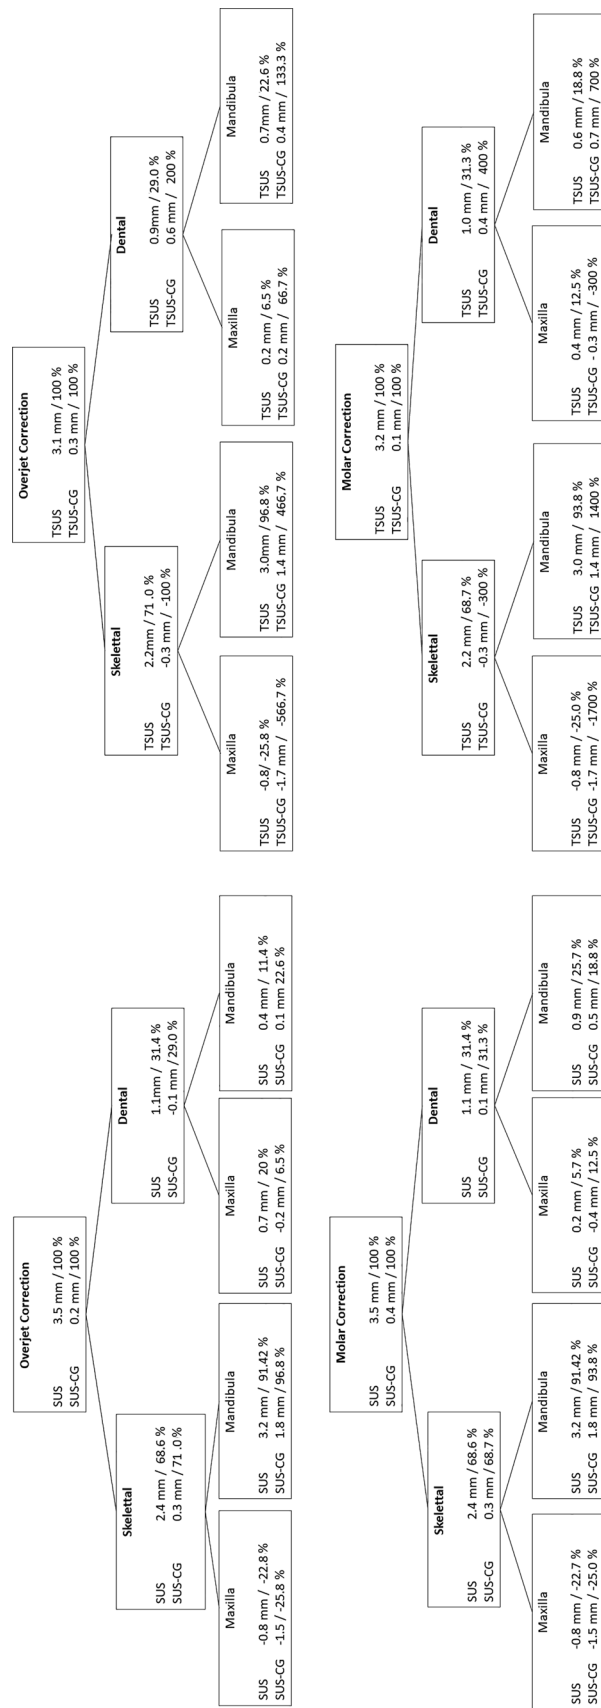 Overjet Correction
SUS 3.5 mm / 100 %
SUS-CG 0.2 mm / 100 %
Skelettal
SUS 2.4 mm / 68.6 %
SUS-CG 0.3 mm / 71 .0%
Dental
SUS 1.1mm / 31.4 %
SUS-CG -0.1 mm / 29.0 %
Maxilla
SUS -0.8 mm / -22.8 %
SUS-CG -1.5 / -25.8 %
Mandibula
SUS 3.2 mm / 91.42 %
SUS-CG 1.8 mm / 96.8 %
Maxilla
SUS 0.7 mm / 20 %
SUS-CG -0.2 mm / 6.5 %
Mandibula
SUS 0.4 mm / 11.4 %
SUS-CG 0.1 mm 22.6 %
Overjet Correction
TSUS 3.1 mm / 100 %
TSUS-CG 0.3 mm / 100 %
Skelettal
TSUS 2.2mm / 71 .0 %
TSUS-CG -0.3 mm / -100 %
Dental
TSUS 0.9mm / 29.0 %
TSUS-CG 0.6 mm / 200 %
Maxilla
TSUS -0.8/ -25.8 %
TSUS-CG -1.7 mm / -566.7 %
Mandibula
TSUS 3.0mm / 96.8 %
TSUS-CG 1.4 mm / 466.7 %
Maxilla
TSUS 0.2 mm / 6.5 %
TSUS-CG 0.2 mm / 66.7 %
Mandibula
TSUS 0.7mm / 22.6 %
TSUS-CG 0.4 mm / 133.3 %
Molar Correction
SUS 3.5 mm / 100 %
SUS-CG 0.4 mm / 100 %
Skelettal
SUS 2.4 mm / 68.6 %
SUS-CG 0.3 mm / 68.7 %
Dental
SUS 1.1 mm / 31.4 %
SUS-CG 0.1 mm / 31.3 %
Maxilla
SUS -0.8 mm / -22.7 %
SUS-CG -1.5 mm / -25.0 %
Mandibula
SUS 3.2 mm / 91.42 %
SUS-CG 1.8 mm / 93.8 %
Maxilla
SUS 0.2 mm / 5.7 %
SUS-CG -0.4 mm / 12.5 %
Mandibula
SUS 0.9 mm / 25.7 %
SUS-CG 0.5 mm / 18.8 %
Molar Correction
TSUS 3.2 mm / 100 %
TSUS-CG 0.1 mm / 100 %
Skelettal
TSUS 2.2 mm / 68.7 %
TSUS-CG -0.3 mm / -300 %
Dental
TSUS 1.0 mm / 31.3 %
TSUS-CG 0.4 mm / 400 %
Maxilla
TSUS -0.8 mm / -25.0 %
TSUS-CG -1.7 mm / -1700 %
Mandibula
TSUS 3.0 mm / 93.8 %
TSUS-CG 1.4 mm / 1400 %
Maxilla
TSUS 0.4 mm / 12.5 %
TSUS-CG - 0.3 mm / -300 %
Mandibula
TSUS 0.6 mm / 18.8 %
TSUS-CG 0.7 mm / 700 %